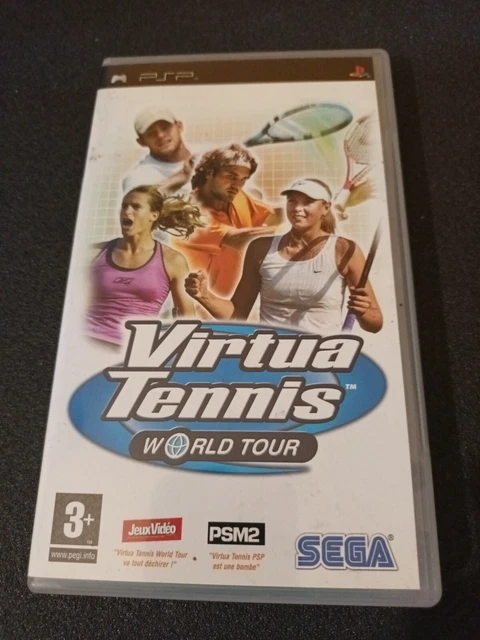 PSP
Virtua
Tennis™
WORLD TOUR
3+
www.pegi.info
JeuxVidéo
"Virtua Tennis World Tour
va tout déchirer !"
PSM2
"Virtua Tennis PSP
est une bombe"
SEGA®